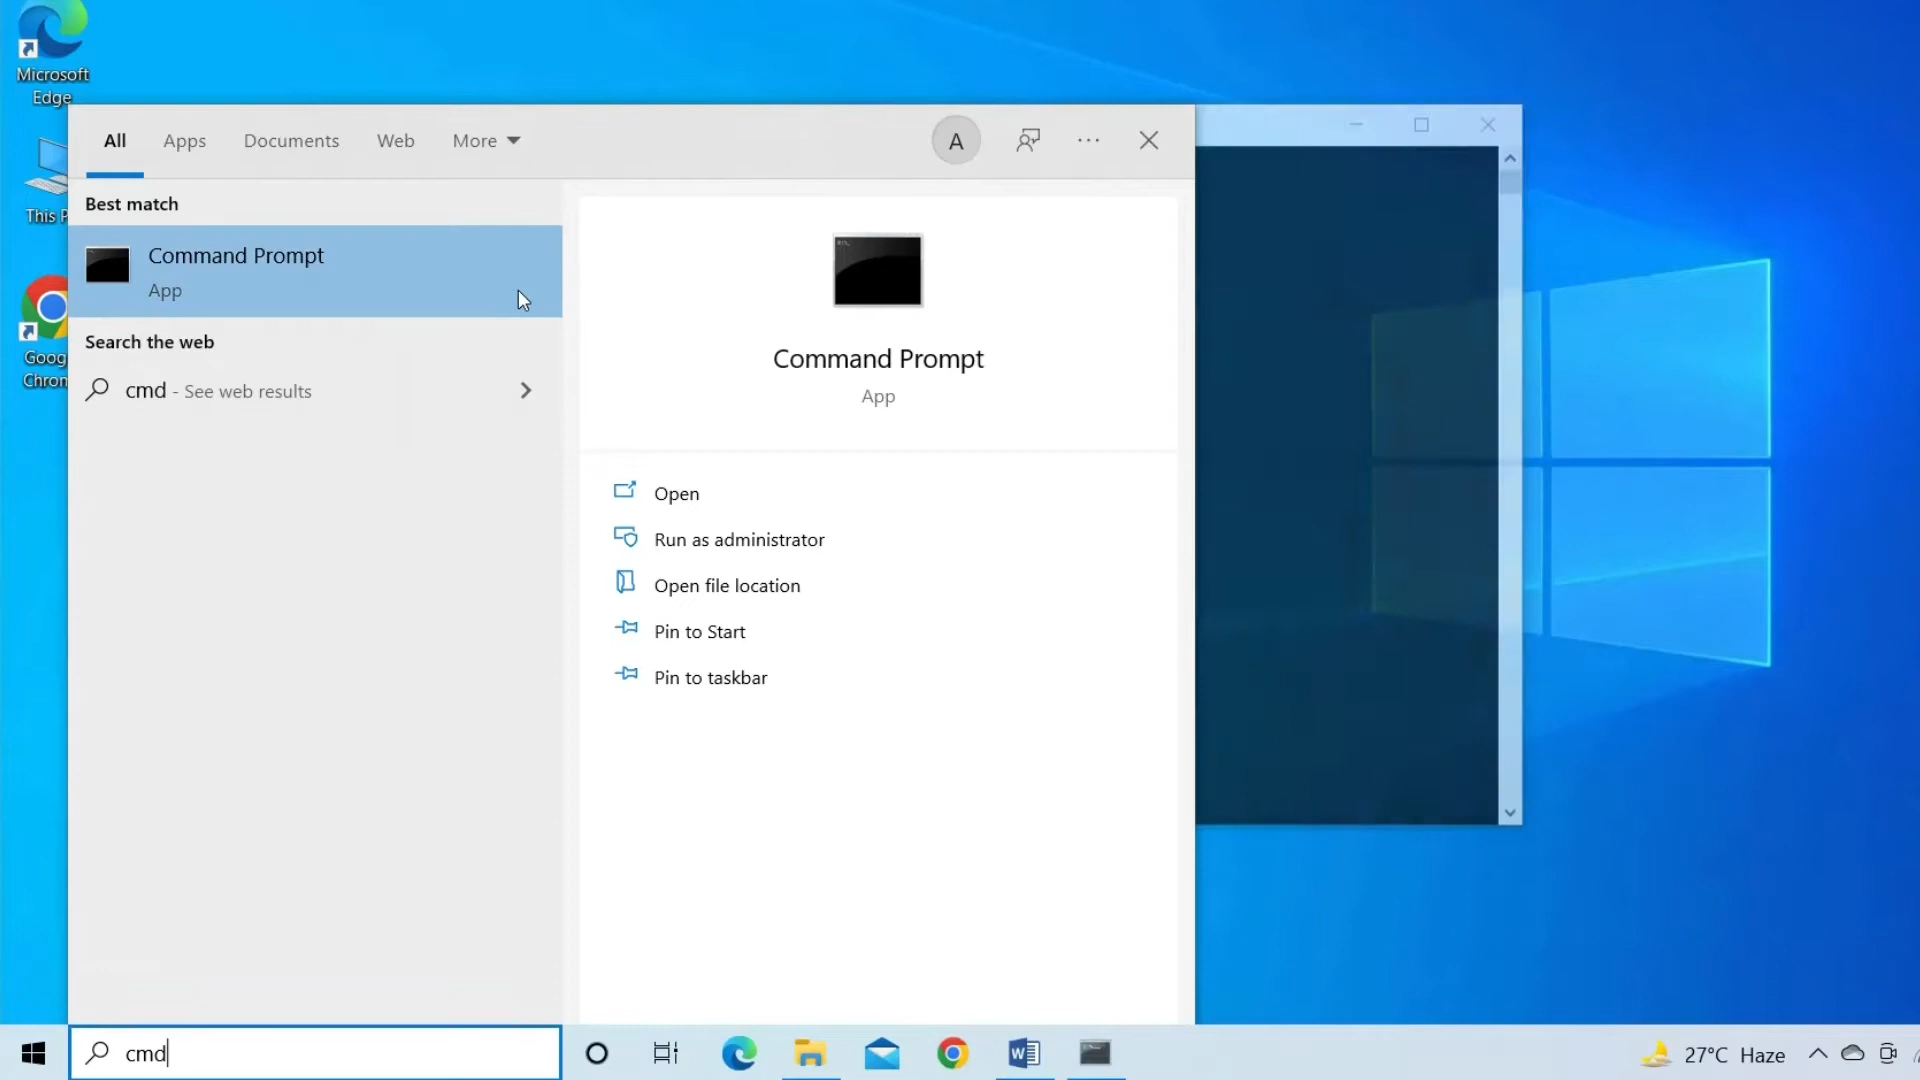 Microsoft
Edge
This P
Goog
Chron
All Apps Documents Web More
A
Best match
Command Prompt
App
Search the web
cmd - See web results
Command Prompt
App
Open
Run as administrator
Open file location
Pin to Start
Pin to taskbar
cmd
27°C Haze